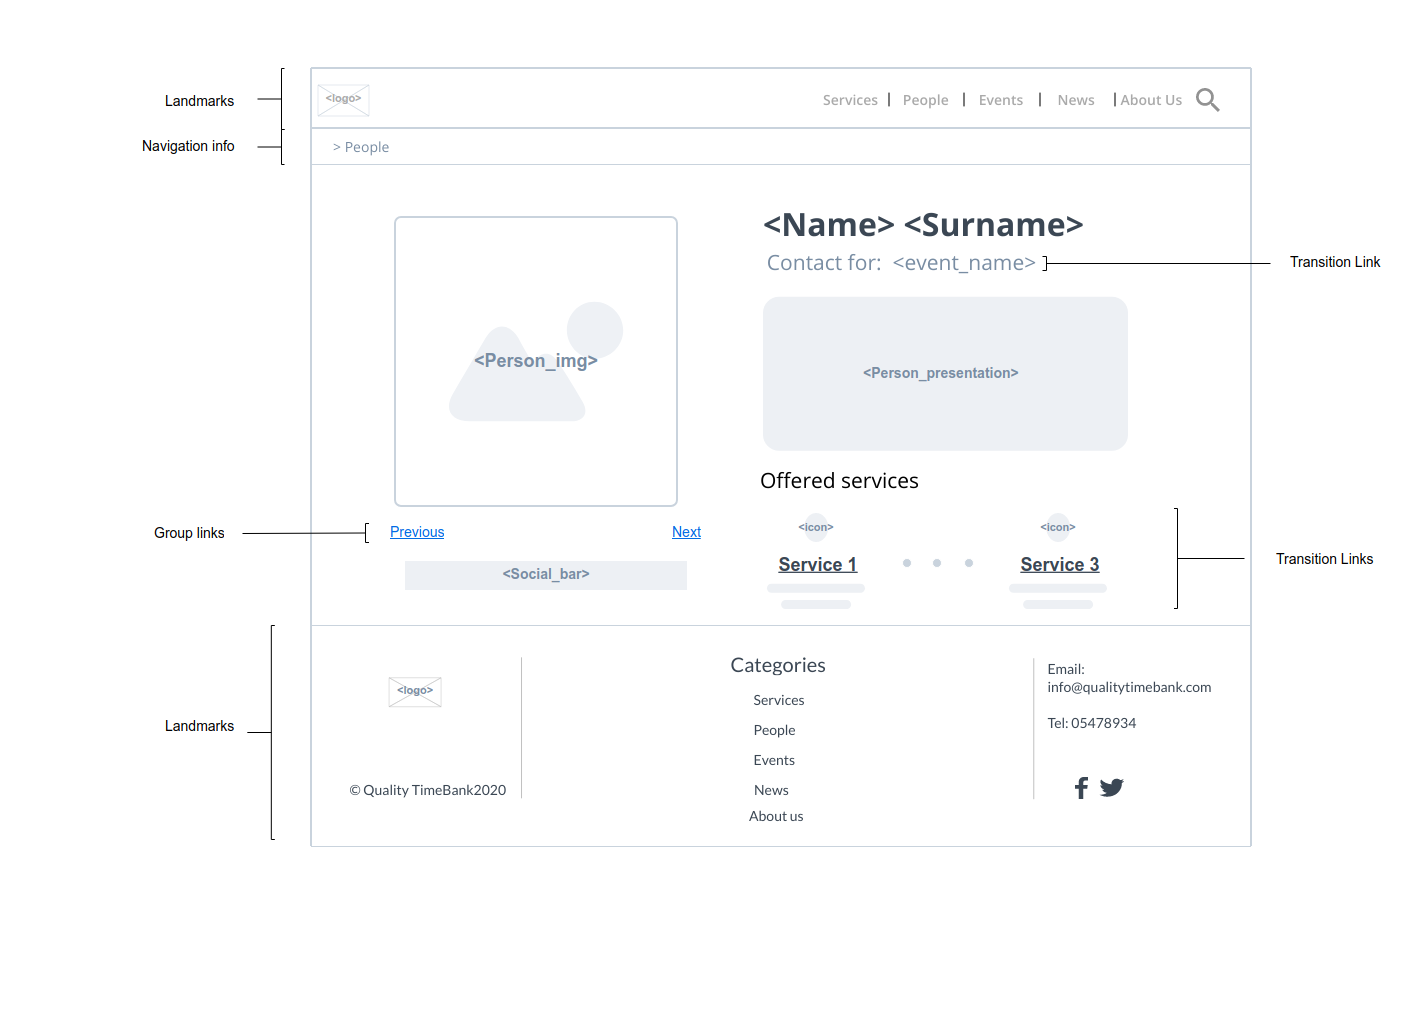 Landmarks
<logo>
Services | People | Events | News | About Us
Navigation info
> People
<Name> <Surname>
Contact for: <event_name>
Transition Link
<Person_img>
<Person_presentation>
Offered services
Group links
Previous
Next
<Social_bar>
<icon>
<icon>
Service 1
Service 3
Transition Links
Landmarks
<logo>
© Quality TimeBank2020
Categories
Services
People
Events
News
About us
Email:
info@qualitytimebank.com
Tel: 05478934